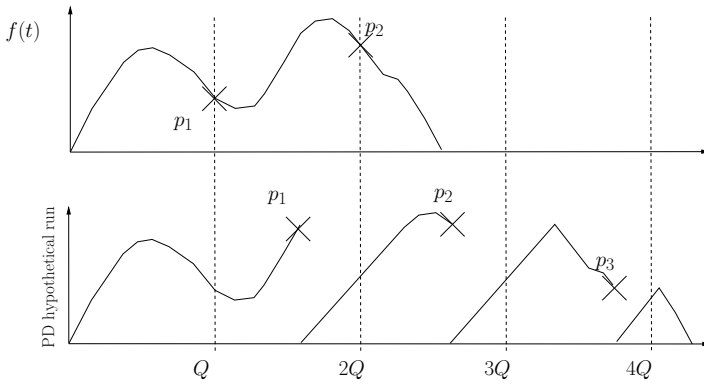 f(t)
p₂
p₁
PD hypothetical run
p₁
p₂
p₃
Q
2Q
3Q
4Q